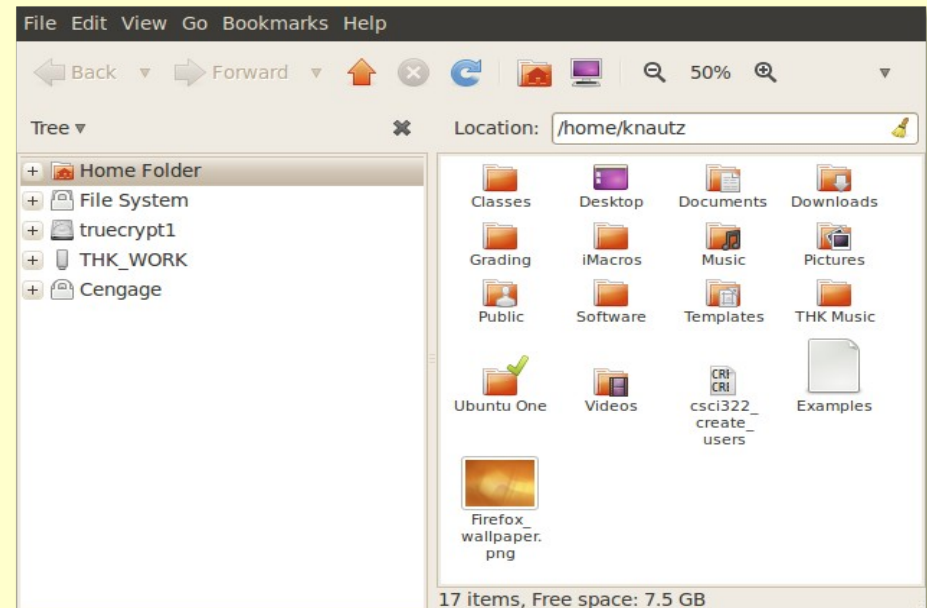 File Edit View Go Bookmarks Help
Back Forward 50%
Tree Location: /home/knautz
Home Folder
File System
truecrypt1
THK_WORK
Cengage
Classes Desktop Documents Downloads
Grading iMacros Music Pictures
Public Software Templates THK Music
CRE
CRE
Ubuntu One Videos csci322_ Examples
create_
users
Firefox_
wallpaper.
png
17 items, Free space: 7.5 GB